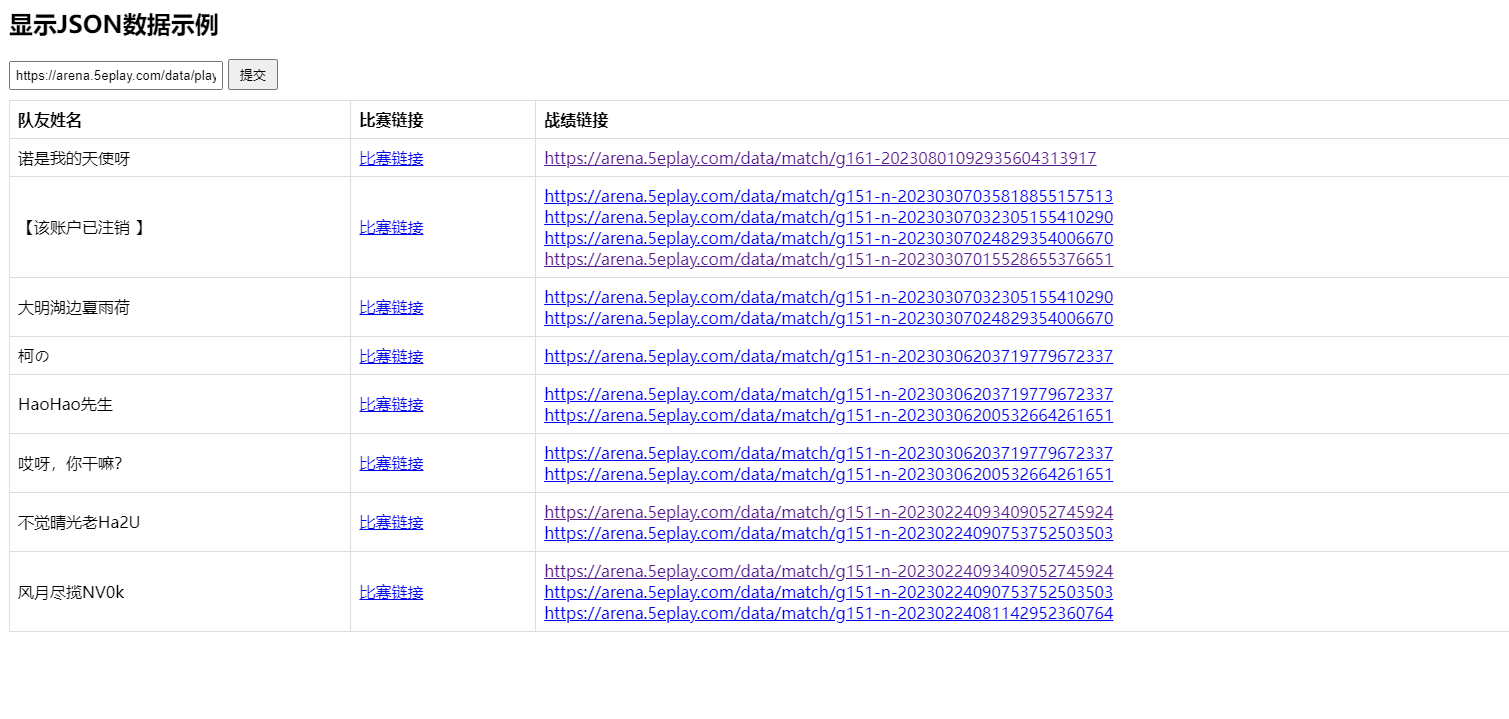 显示JSON数据示例
https://arena.5eplay.com/data/play 提交
队友姓名 比赛链接 战绩链接
诺是我的天使呀 比赛链接 https://arena.5eplay.com/data/match/g161-20230801092935604313917
【该账户已注销 】 比赛链接 https://arena.5eplay.com/data/match/g151-n-20230307035818855157513
https://arena.5eplay.com/data/match/g151-n-20230307032305155410290
https://arena.5eplay.com/data/match/g151-n-20230307024829354006670
https://arena.5eplay.com/data/match/g151-n-20230307015528655376651
大明湖边夏雨荷 比赛链接 https://arena.5eplay.com/data/match/g151-n-20230307032305155410290
https://arena.5eplay.com/data/match/g151-n-20230307024829354006670
柯の 比赛链接 https://arena.5eplay.com/data/match/g151-n-20230306203719779672337
HaoHao先生 比赛链接 https://arena.5eplay.com/data/match/g151-n-20230306203719779672337
https://arena.5eplay.com/data/match/g151-n-20230306200532664261651
哎呀，你干嘛？ 比赛链接 https://arena.5eplay.com/data/match/g151-n-20230306203719779672337
https://arena.5eplay.com/data/match/g151-n-20230306200532664261651
不觉晴光老Ha2U 比赛链接 https://arena.5eplay.com/data/match/g151-n-20230224093409052745924
https://arena.5eplay.com/data/match/g151-n-20230224090753752503503
风月尽揽NV0k 比赛链接 https://arena.5eplay.com/data/match/g151-n-20230224093409052745924
https://arena.5eplay.com/data/match/g151-n-20230224090753752503503
https://arena.5eplay.com/data/match/g151-n-20230224081142952360764